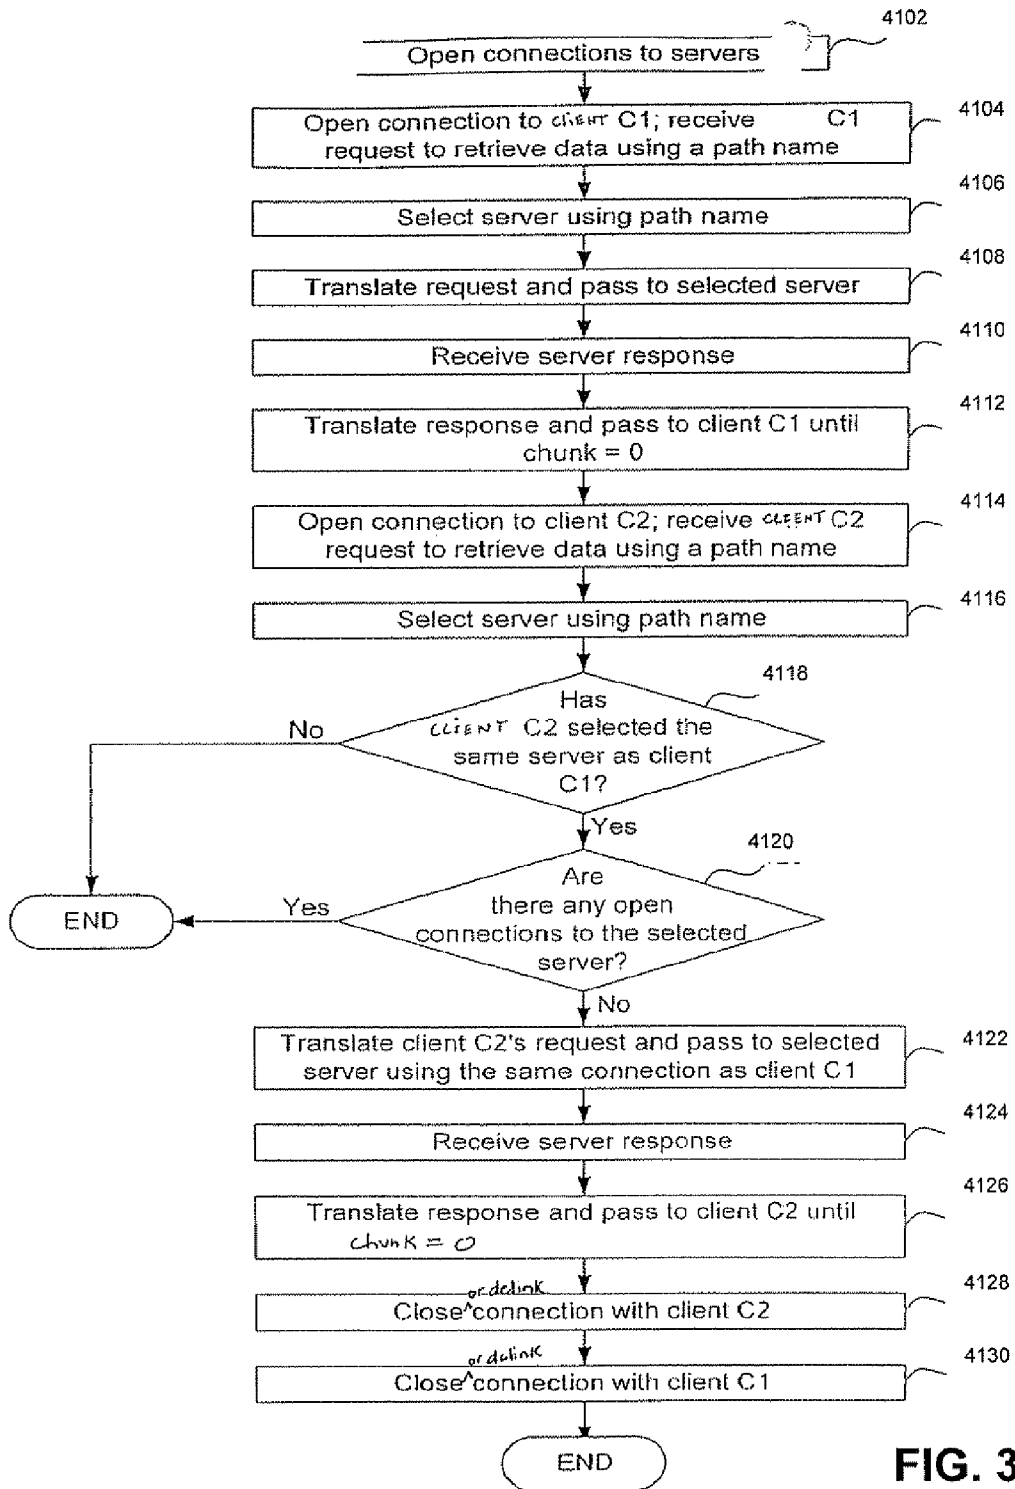 4102
Open connections to servers
4104
Open connection to client C1; receive C1
request to retrieve data using a path name
4106
Select server using path name
4108
Translate request and pass to selected server
4110
Receive server response
4112
Translate response and pass to client C1 until
chunk = 0
4114
Open connection to client C2; receive CLIENT C2
request to retrieve data using a path name
4116
Select server using path name
4118
Has
CLIENT C2 selected the
same server as client
C1?
No
Yes
4120
Are
there any open
connections to the selected
server?
Yes
END
No
4122
Translate client C2's request and pass to selected
server using the same connection as client C1
4124
Receive server response
4126
Translate response and pass to client C2 until
chunk = 0
4128
or delink
Close^connection with client C2
4130
or delink
Close^connection with client C1
END
FIG. 3